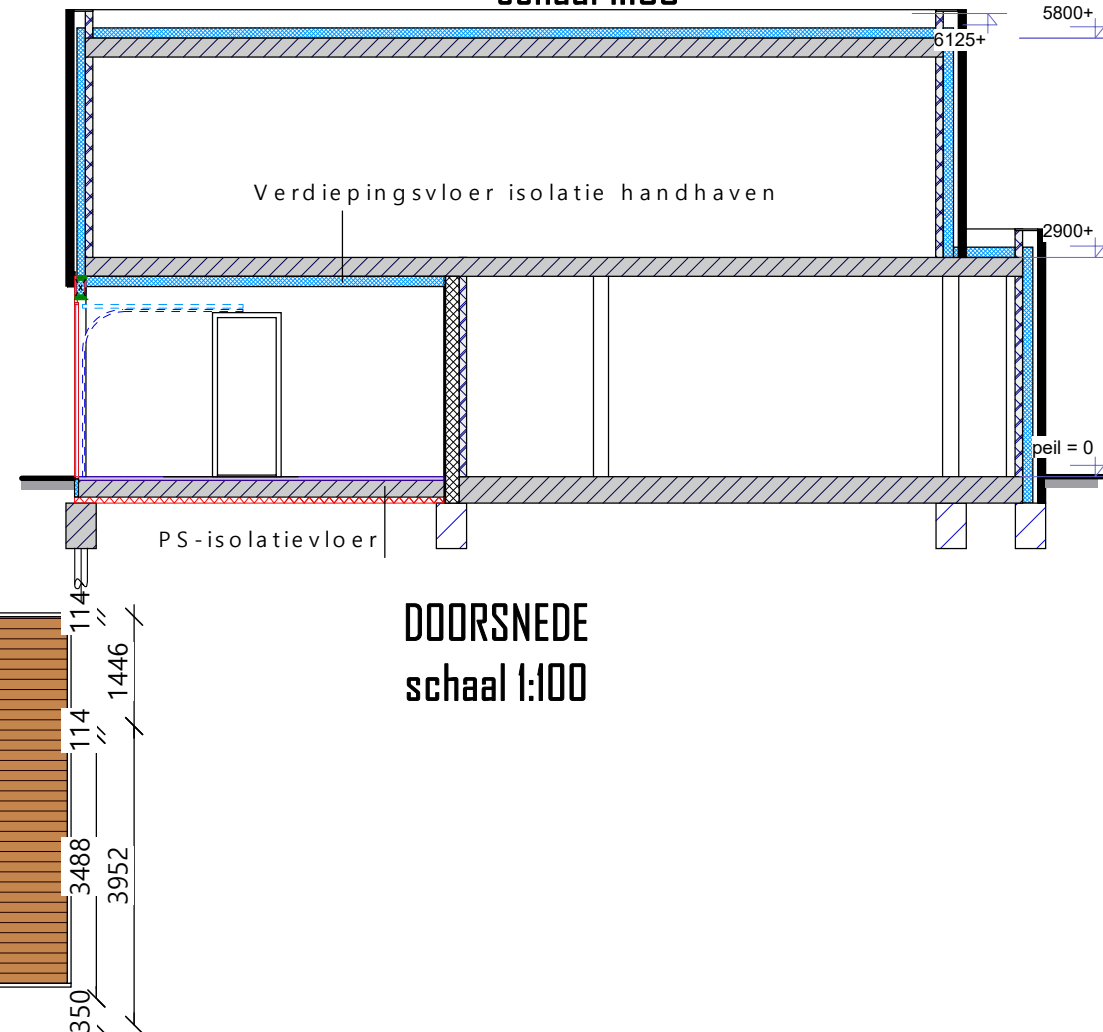 5800+
6125+
Verdiepingsvloer isolatie handhaven
2900+
peil = 0
PS-isolatievloer
DOORSNEDE
schaal 1:100
114
1446
114
3488
3952
350